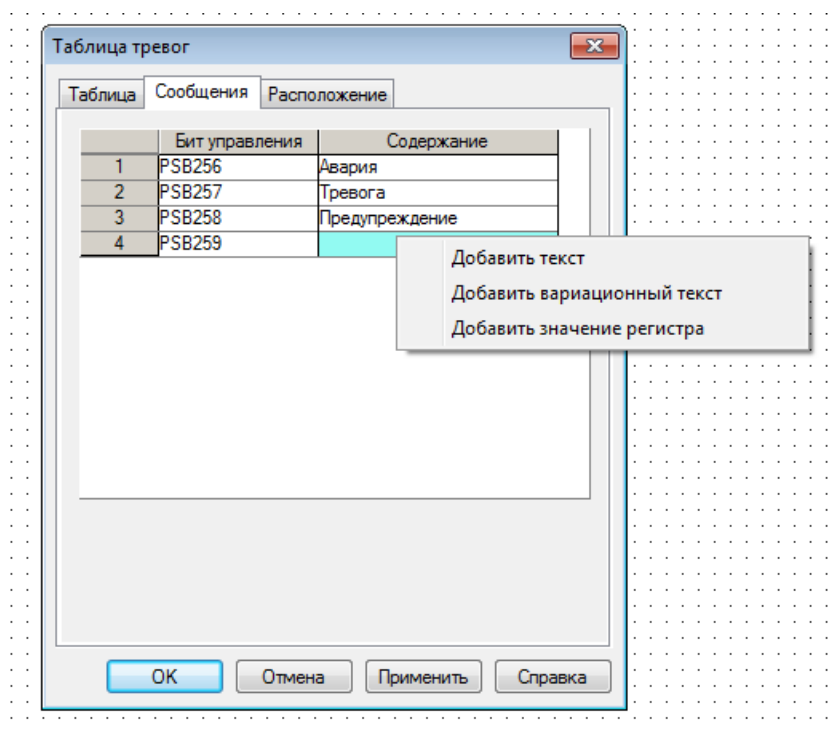 Таблица тревог
Таблица Сообщения Расположение
Бит управления Содержание
1 PSB256 Авария
2 PSB257 Тревога
3 PSB258 Предупреждение
4 PSB259
Добавить текст
Добавить вариационный текст
Добавить значение регистра
OK Отмена Применить Справка